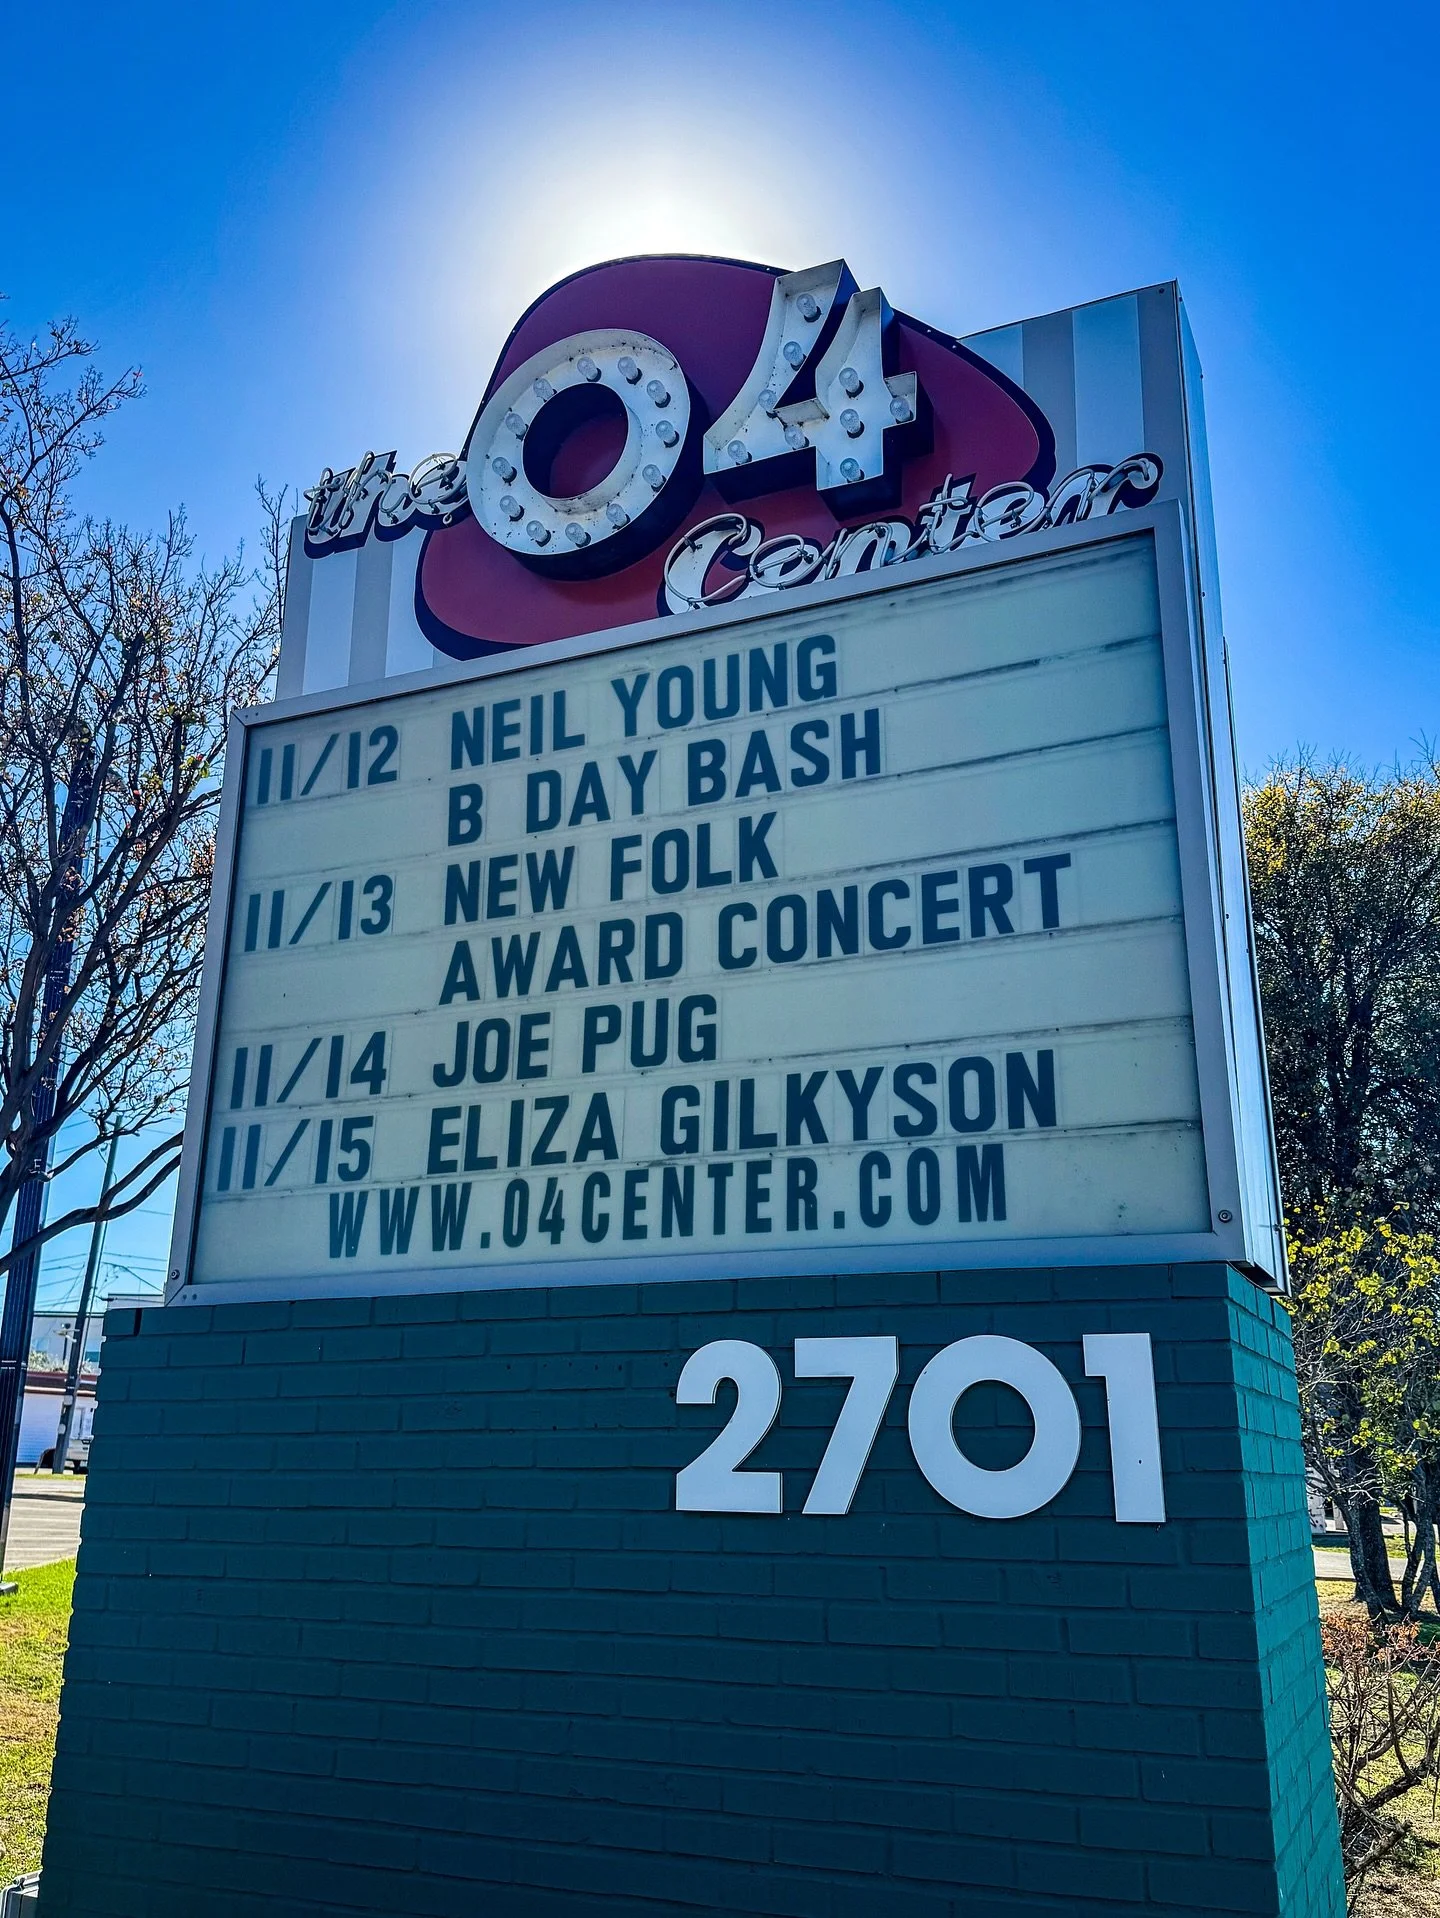 the 04
Center
11/12 NEIL YOUNG
B DAY BASH
11/13 NEW FOLK
AWARD CONCERT
11/14 JOE PUG
11/15 ELIZA GILKYSON
WWW.04CENTER.COM
2701